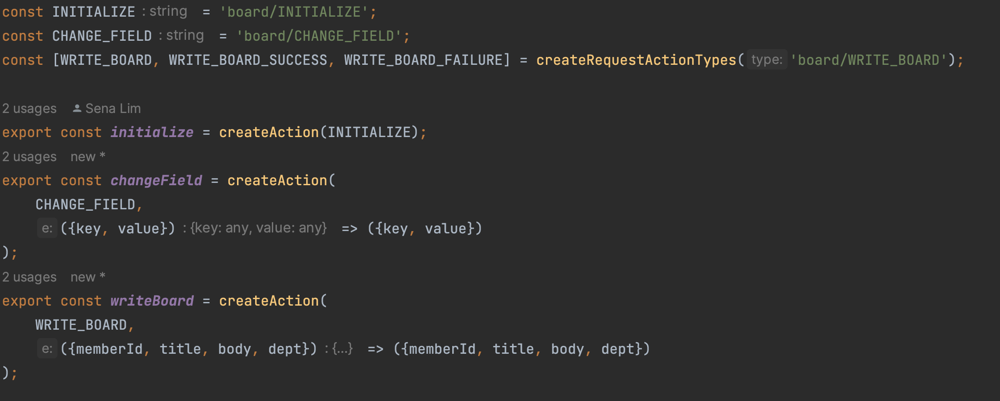 const INITIALIZE : string = 'board/INITIALIZE';
const CHANGE_FIELD : string = 'board/CHANGE_FIELD';
const [WRITE_BOARD, WRITE_BOARD_SUCCESS, WRITE_BOARD_FAILURE] = createRequestActionTypes( type: 'board/WRITE_BOARD');
2 usages Sena Lim
export const initialize = createAction(INITIALIZE);
2 usages new *
export const changeField = createAction(
CHANGE_FIELD,
e: ({key, value}) : {key: any, value: any} => ({key, value})
);
2 usages new *
export const writeBoard = createAction(
WRITE_BOARD,
e: ({memberId, title, body, dept}) : {...} => ({memberId, title, body, dept})
);